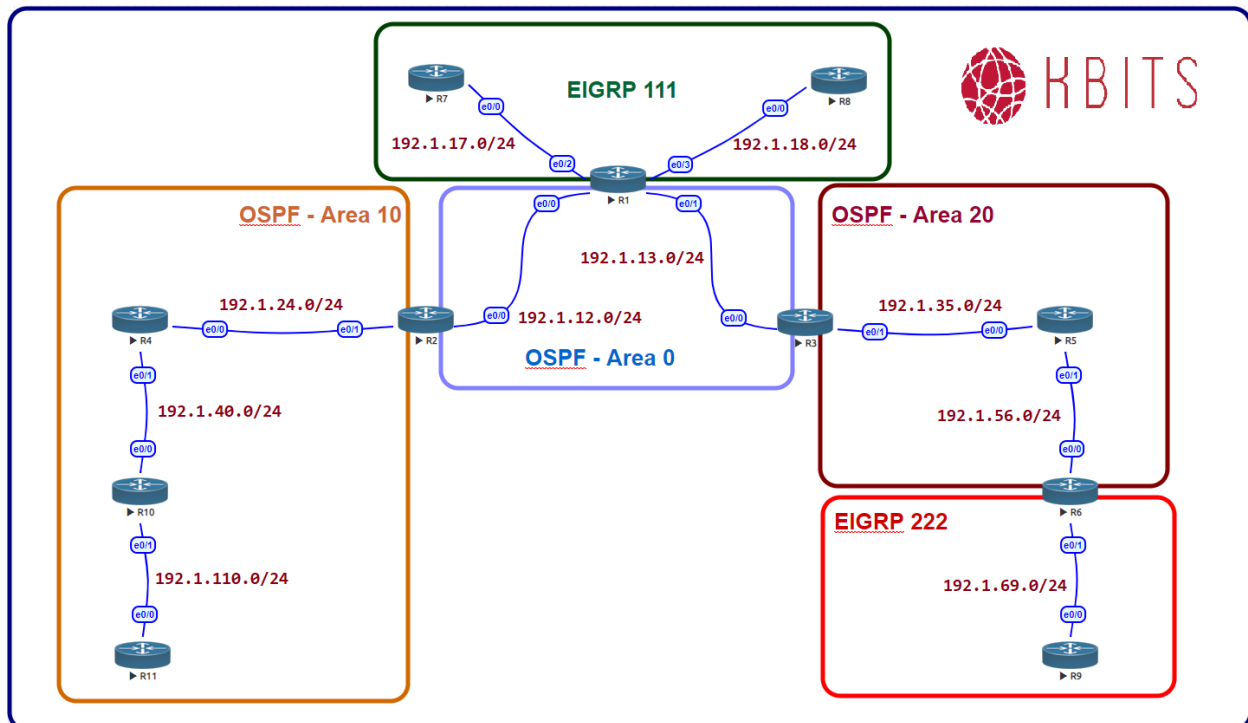 KBITS
EIGRP 111
▶ R7
e0/0
192.1.17.0/24
e0/2
▶ R8
e0/0
192.1.18.0/24
e0/3
▶ R1
OSPF - Area 10
192.1.24.0/24
▶ R4
e0/0
e0/1
▶ R2
e0/1
192.1.40.0/24
e0/0
▶ R10
e0/1
192.1.110.0/24
e0/0
▶ R11
e0/0
e0/1
192.1.13.0/24
e0/0
192.1.12.0/24
e0/0
OSPF - Area 0
OSPF - Area 20
192.1.35.0/24
▶ R3
e0/1
e0/0
▶ R5
e0/1
192.1.56.0/24
e0/0
▶ R6
EIGRP 222
e0/1
192.1.69.0/24
e0/0
▶ R9